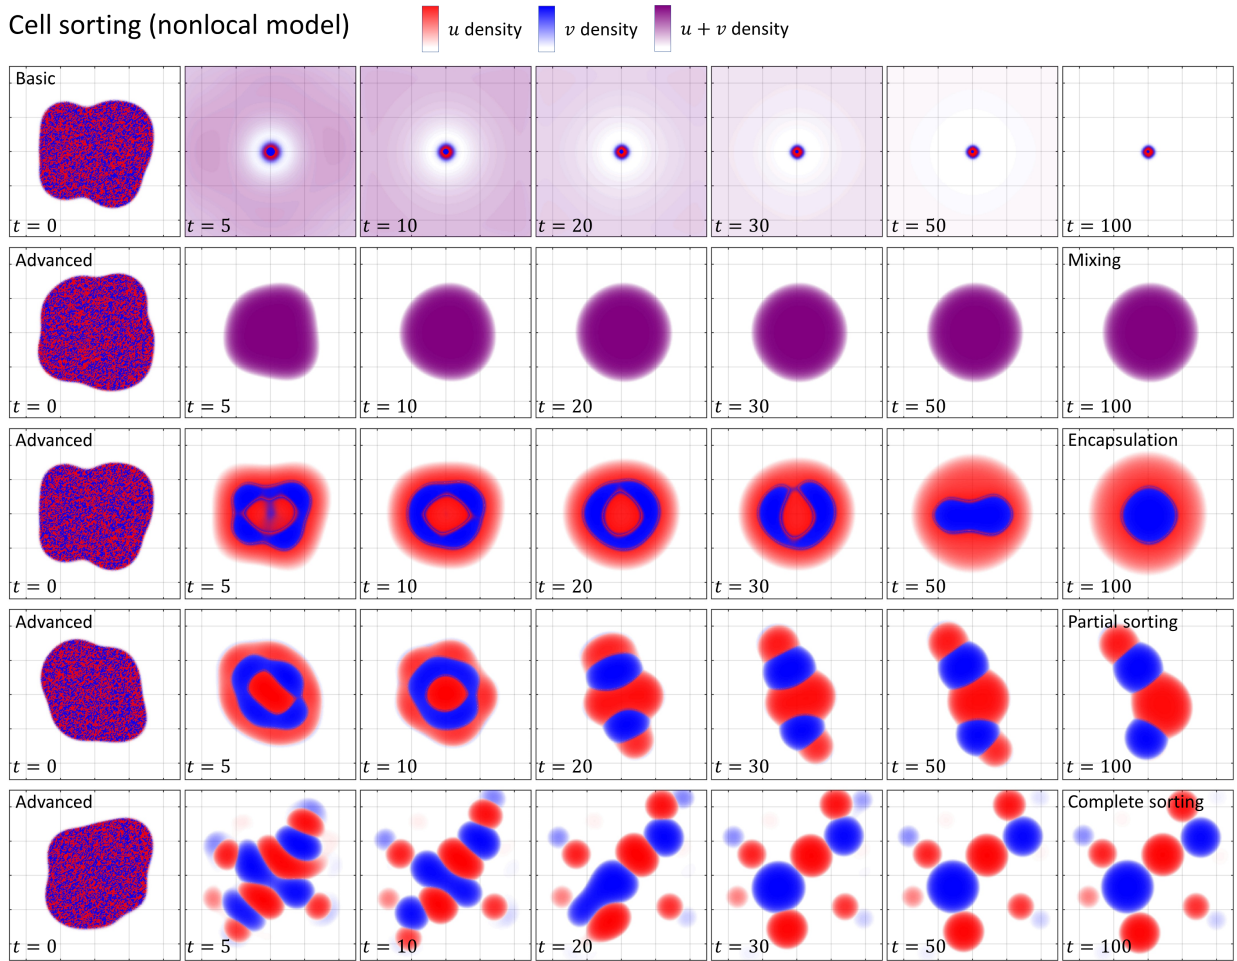 Cell sorting (nonlocal model)
u density
v density
u + v density
Basic
t = 0
t = 5
t = 10
t = 20
t = 30
t = 50
t = 100
Advanced
Mixing
t = 0
t = 5
t = 10
t = 20
t = 30
t = 50
t = 100
Advanced
Encapsulation
t = 0
t = 5
t = 10
t = 20
t = 30
t = 50
t = 100
Advanced
Partial sorting
t = 0
t = 5
t = 10
t = 20
t = 30
t = 50
t = 100
Advanced
Complete sorting
t = 0
t = 5
t = 10
t = 20
t = 30
t = 50
t = 100